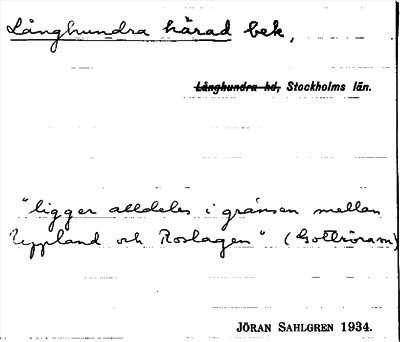 Långhundra härad bek,
Långhundra hd, Stockholms län.
"ligger alldeles i gränsen mellan
Uppland och Roslagen" (Gottröram)
JÖRAN SAHLGREN 1934.